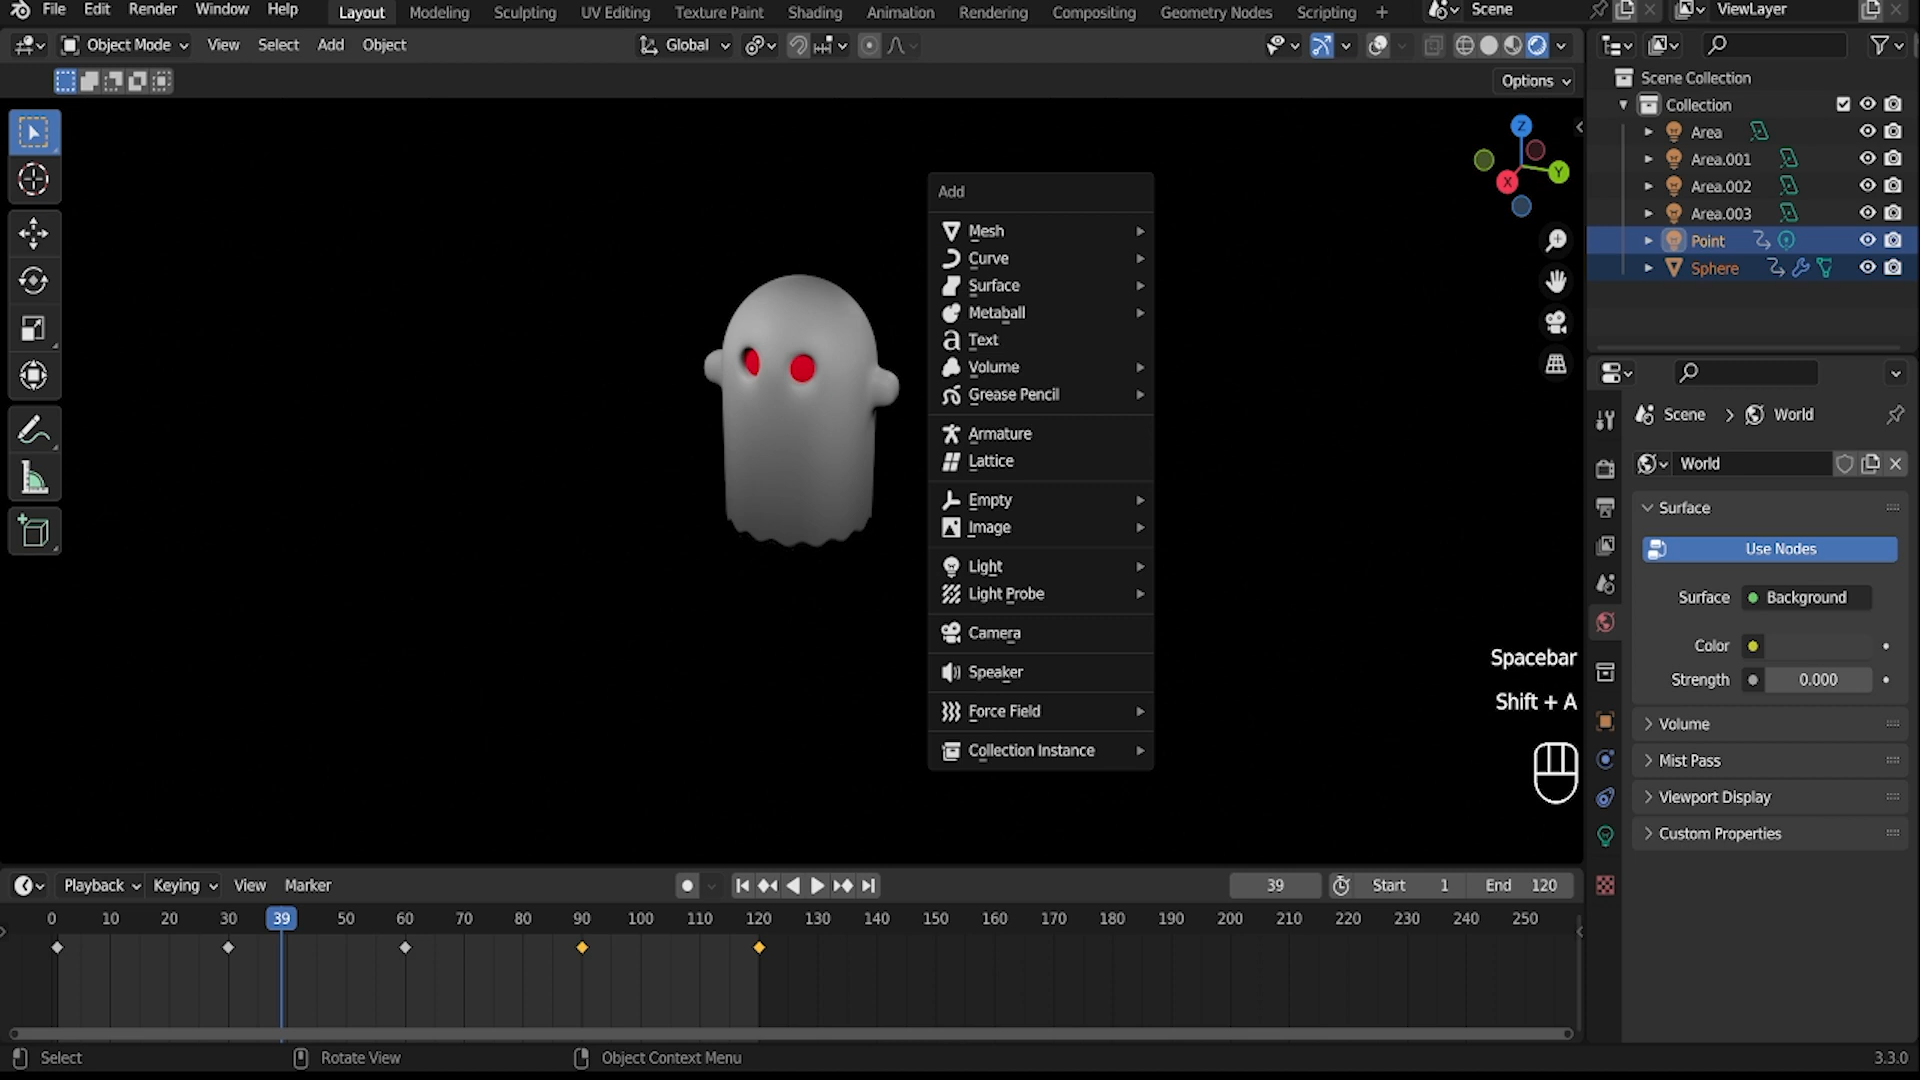 File Edit Render Window Help Layout Modeling Sculpting UV Editing Texture Paint Shading Animation Rendering Compositing Geometry Nodes Scripting + Scene ViewLayer
Object Mode View Select Add Object Global
Options
Scene Collection
Collection
Area
Area.001
Area.002
Area.003
Point
Sphere
Z
Y
X
Add
Mesh
Curve
Surface
Metaball
Text
Volume
Grease Pencil
Armature
Lattice
Empty
Image
Light
Light Probe
Camera
Speaker
Force Field
Collection Instance
Spacebar
Shift + A
Scene > World
World
Surface
Use Nodes
Surface Background
Color
Strength 0.000
Volume
Mist Pass
Viewport Display
Custom Properties
Playback Keying View Marker 39 Start 1 End 120
0 10 20 30 39 50 60 70 80 90 100 110 120 130 140 150 160 170 180 190 200 210 220 230 240 250
Select Rotate View Object Context Menu 3.3.0